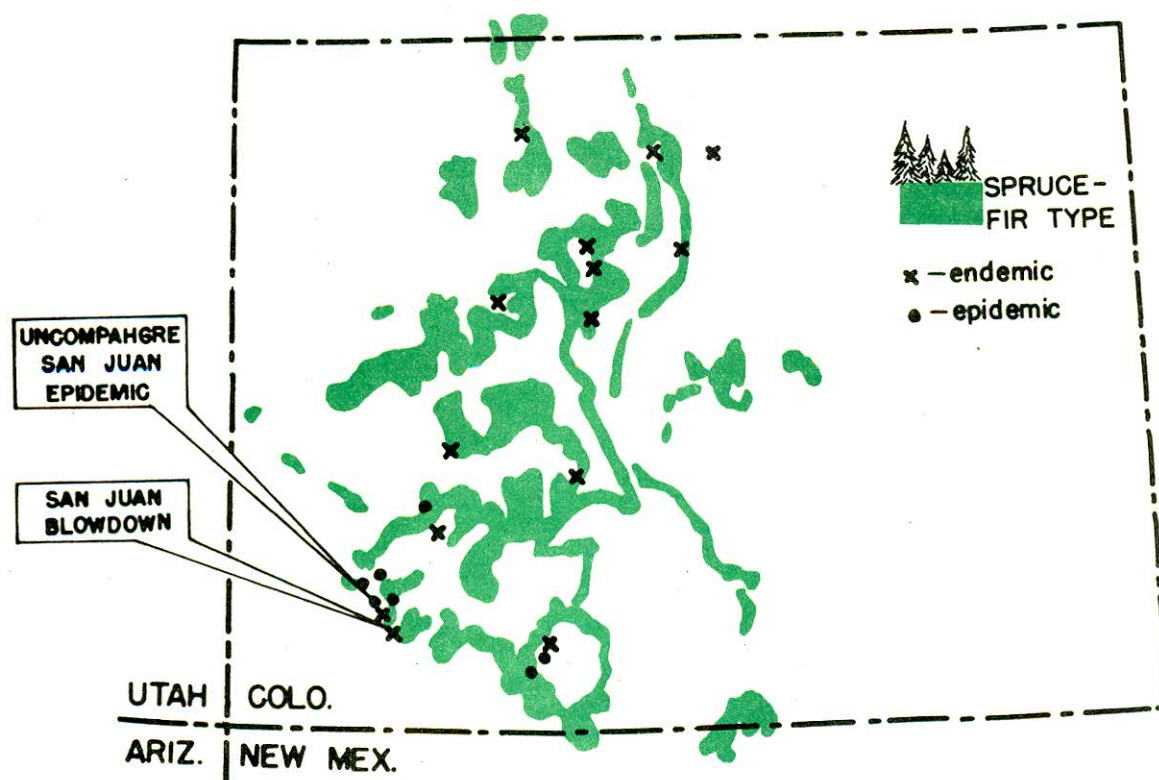 SPRUCE-
FIR TYPE
x – endemic
● – epidemic
UNCOMPAHGRE
SAN JUAN
EPIDEMIC
SAN JUAN
BLOWDOWN
UTAH
COLO.
ARIZ.
NEW MEX.